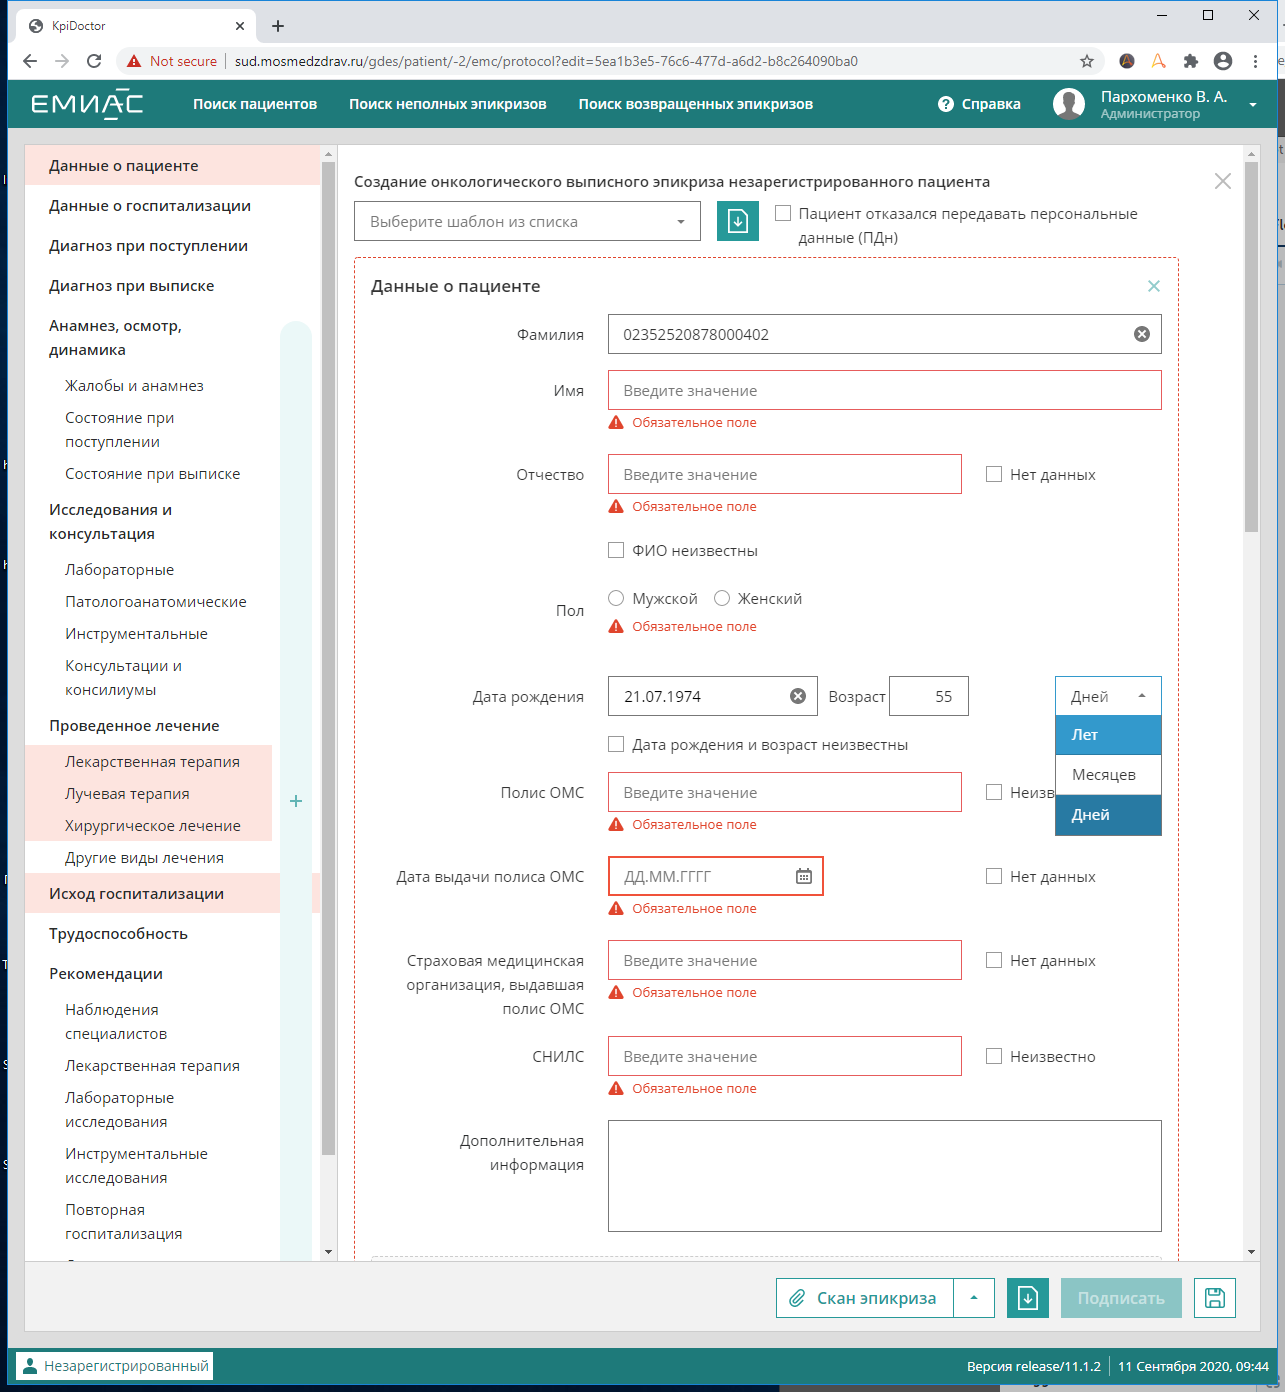 KpiDoctor
Not secure
sud.mosmedzdrav.ru/gdes/patient/-2/emc/protocol?edit=5ea1b3e5-76c6-477d-a6d2-b8c264090ba0
ЕМИАС
Поиск пациентов
Поиск неполных эпикризов
Поиск возвращенных эпикризов
Справка
Пархоменко В. А.
Администратор
Данные о пациенте
Данные о госпитализации
Диагноз при поступлении
Диагноз при выписке
Анамнез, осмотр,
динамика
Жалобы и анамнез
Состояние при
поступлении
Состояние при выписке
Исследования и
консультация
Лабораторные
Патологоанатомические
Инструментальные
Консультации и
консилиумы
Проведенное лечение
Лекарственная терапия
Лучевая терапия
Хирургическое лечение
Другие виды лечения
Исход госпитализации
Трудоспособность
Рекомендации
Наблюдения
специалистов
Лекарственная терапия
Лабораторные
исследования
Инструментальные
исследования
Повторная
госпитализация
Создание онкологического выписного эпикриза незарегистрированного пациента
Выберите шаблон из списка
Пациент отказался передавать персональные
данные (ПДн)
Данные о пациенте
Фамилия
02352520878000402
Имя
Введите значение
Обязательное поле
Отчество
Введите значение
Нет данных
Обязательное поле
ФИО неизвестны
Пол
Мужской
Женский
Обязательное поле
Дата рождения
21.07.1974
Возраст
55
Дней
Лет
Месяцев
Дней
Дата рождения и возраст неизвестны
Полис ОМС
Введите значение
Неизв
Обязательное поле
Дата выдачи полиса ОМС
ДД.ММ.ГГГГ
Нет данных
Обязательное поле
Страховая медицинская
организация, выдавшая
полис ОМС
Введите значение
Нет данных
Обязательное поле
СНИЛС
Введите значение
Неизвестно
Обязательное поле
Дополнительная
информация
Скан эпикриза
Подписать
Незарегистрированный
Версия release/11.1.2
11 Сентября 2020, 09:44